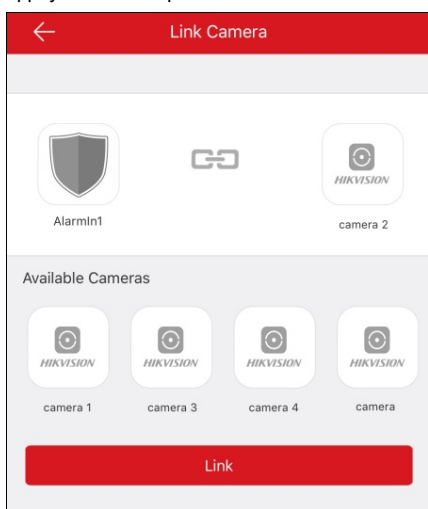 Link Camera
HIKVISION
AlarmIn1
camera 2
Available Cameras
HIKVISION HIKVISION HIKVISION HIKVISION
camera 1 camera 3 camera 4 camera
Link